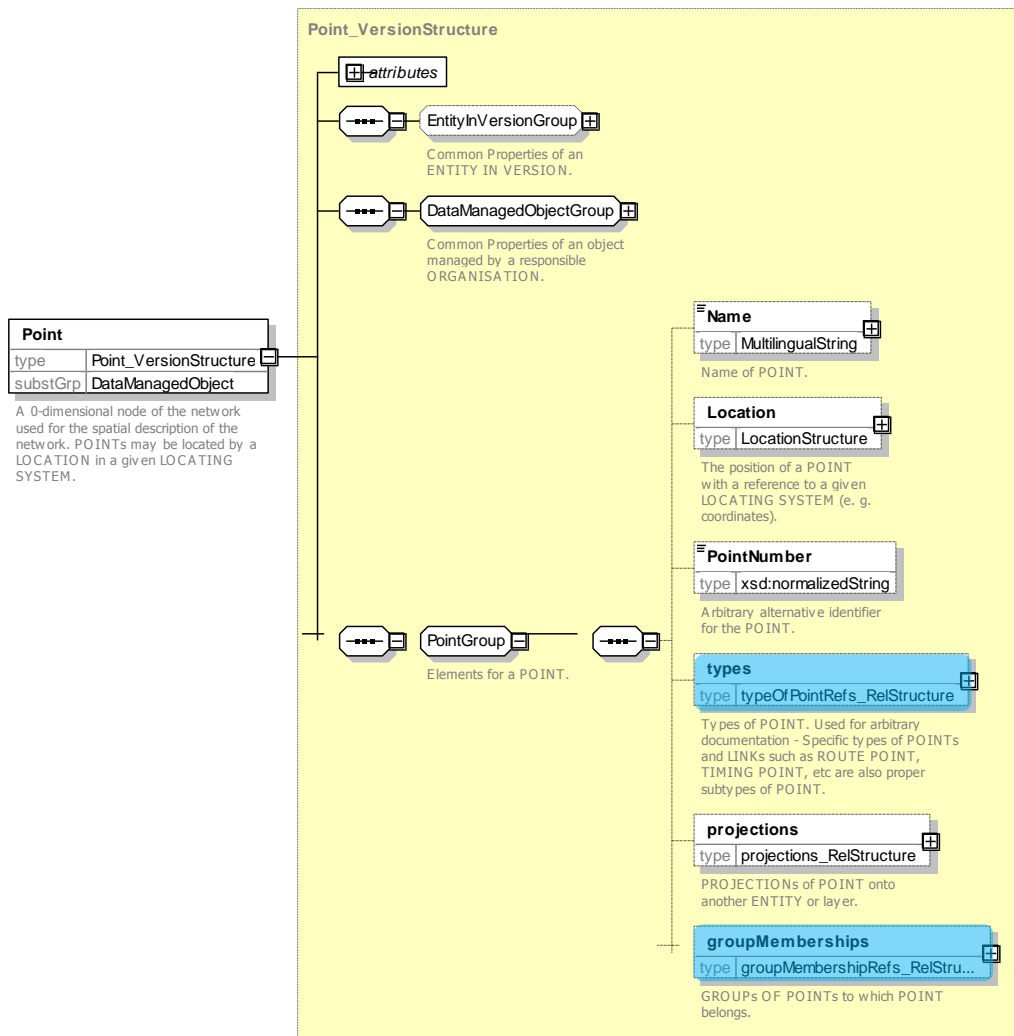 Point_VersionStructure
attributes
EntityInVersionGroup
Common Properties of an
ENTITY IN VERSION.
DataManagedObjectGroup
Common Properties of an object
managed by a responsible
ORGANISATION.
Point
type Point_VersionStructure
substGrp DataManagedObject
A 0-dimensional node of the network
used for the spatial description of the
network. POINTs may be located by a
LOCATION in a given LOCATING
SYSTEM.
Name
type MultilingualString
Name of POINT.
Location
type LocationStructure
The position of a POINT
with a reference to a given
LOCATING SYSTEM (e. g.
coordinates).
PointNumber
type xsd:normalizedString
Arbitrary alternative identifier
for the POINT.
PointGroup
Elements for a POINT.
types
type typeOfPointRefs_RelStructure
Types of POINT. Used for arbitrary
documentation - Specific types of POINTs
and LINKs such as ROUTE POINT,
TIMING POINT, etc are also proper
subtypes of POINT.
projections
type projections_RelStructure
PROJECTIONs of POINT onto
another ENTITY or layer.
groupMemberships
type groupMembershipRefs_RelStru...
GROUPs OF POINTs to which POINT
belongs.